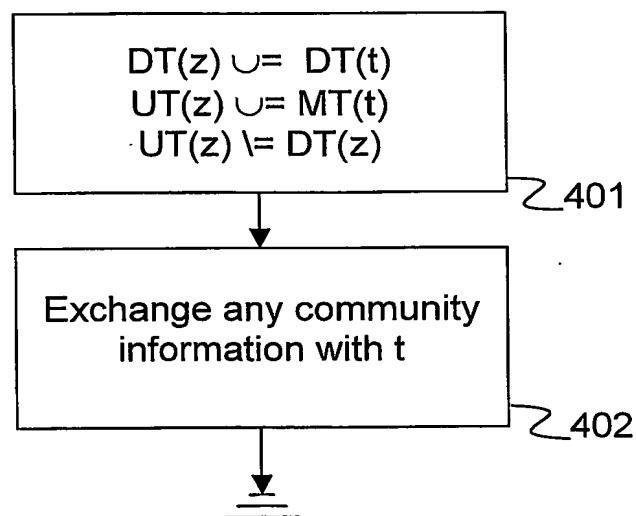 DT(z) ∪= DT(t)
UT(z) ∪= MT(t)
UT(z) \= DT(z)
401
Exchange any community
information with t
402